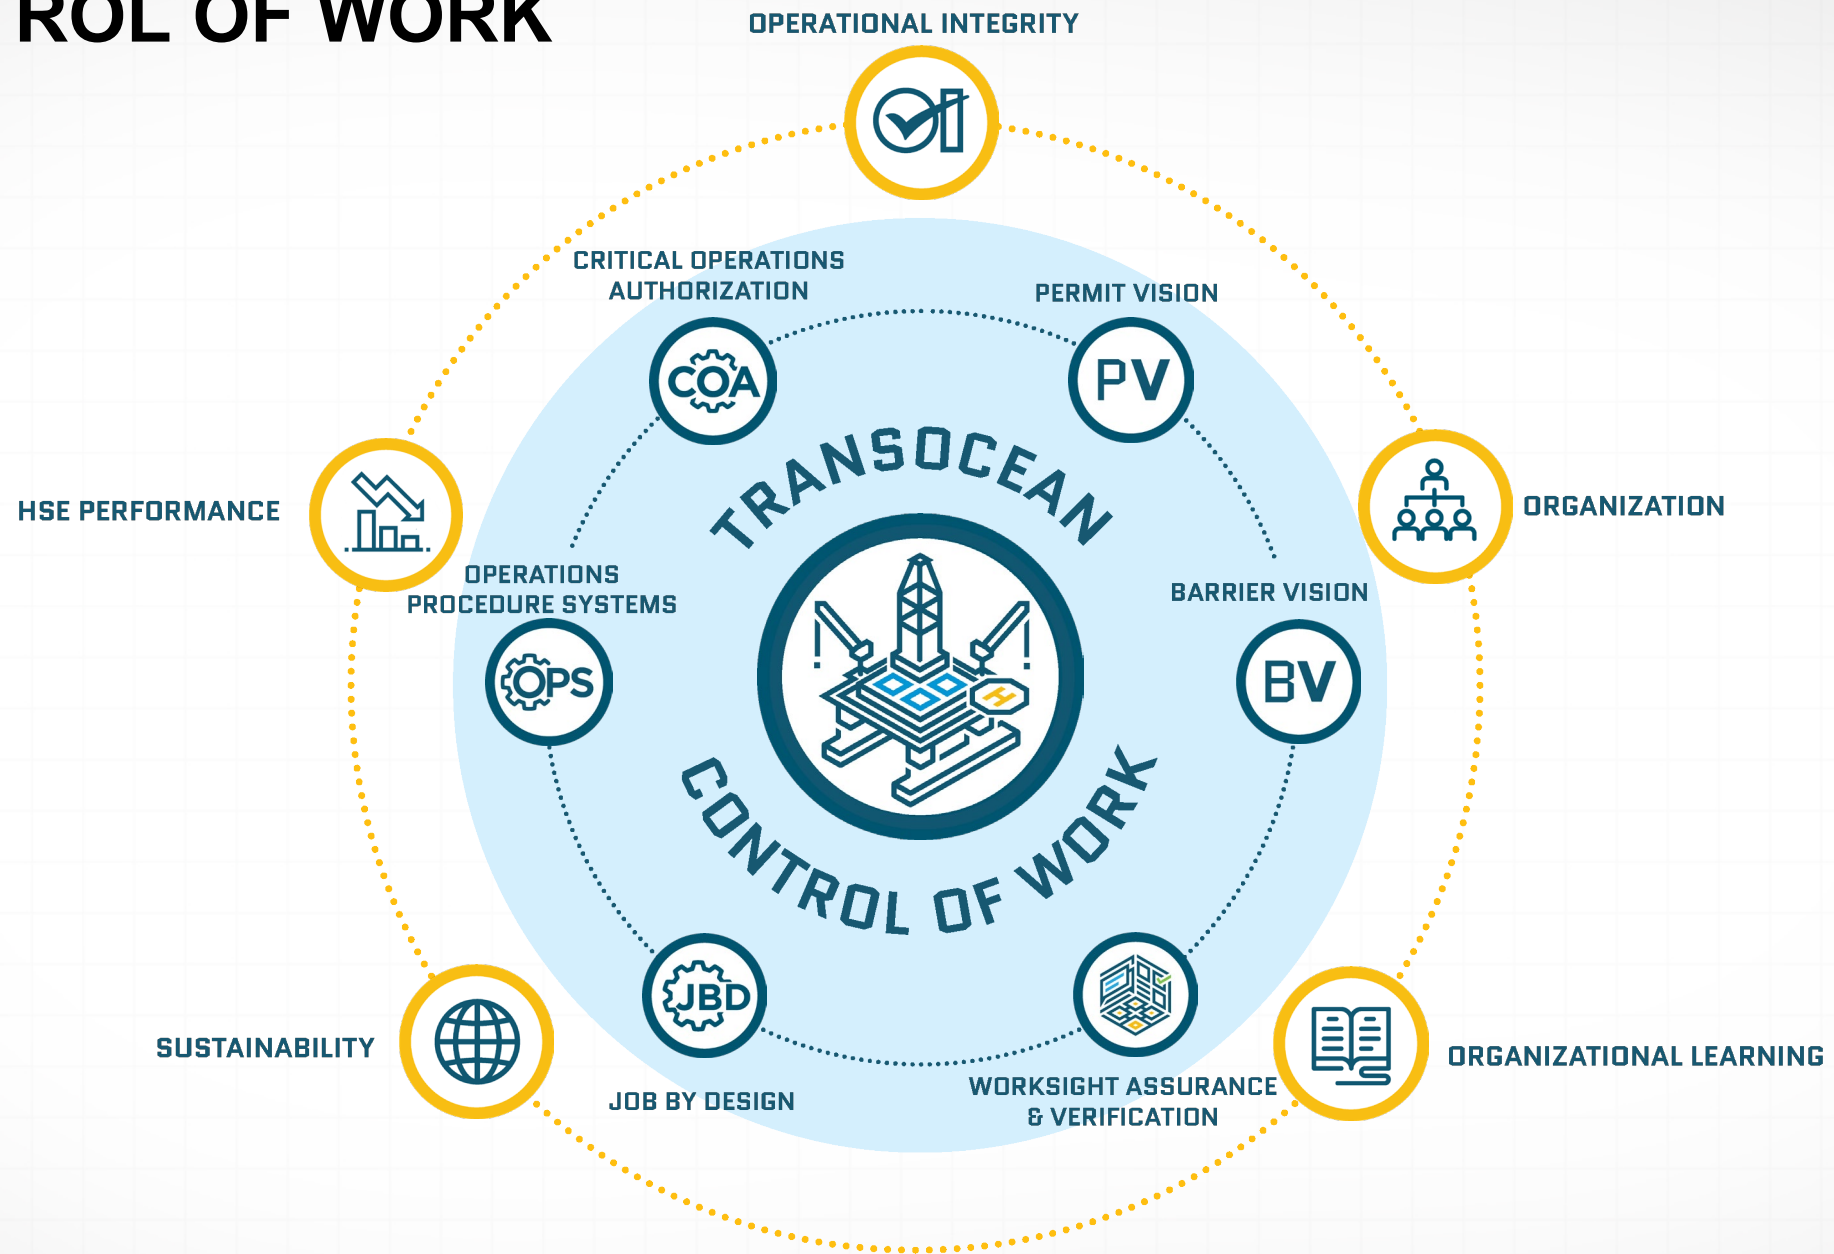 ROL OF WORK
OPERATIONAL INTEGRITY
CRITICAL OPERATIONS
AUTHORIZATION
PERMIT VISION
COA
PV
TRANSOCEAN
HSE PERFORMANCE
ORGANIZATION
OPERATIONS
PROCEDURE SYSTEMS
BARRIER VISION
OPS
H
BV
CONTROL OF WORK
JBD
SUSTAINABILITY
ORGANIZATIONAL LEARNING
JOB BY DESIGN
WORKSIGHT ASSURANCE
& VERIFICATION